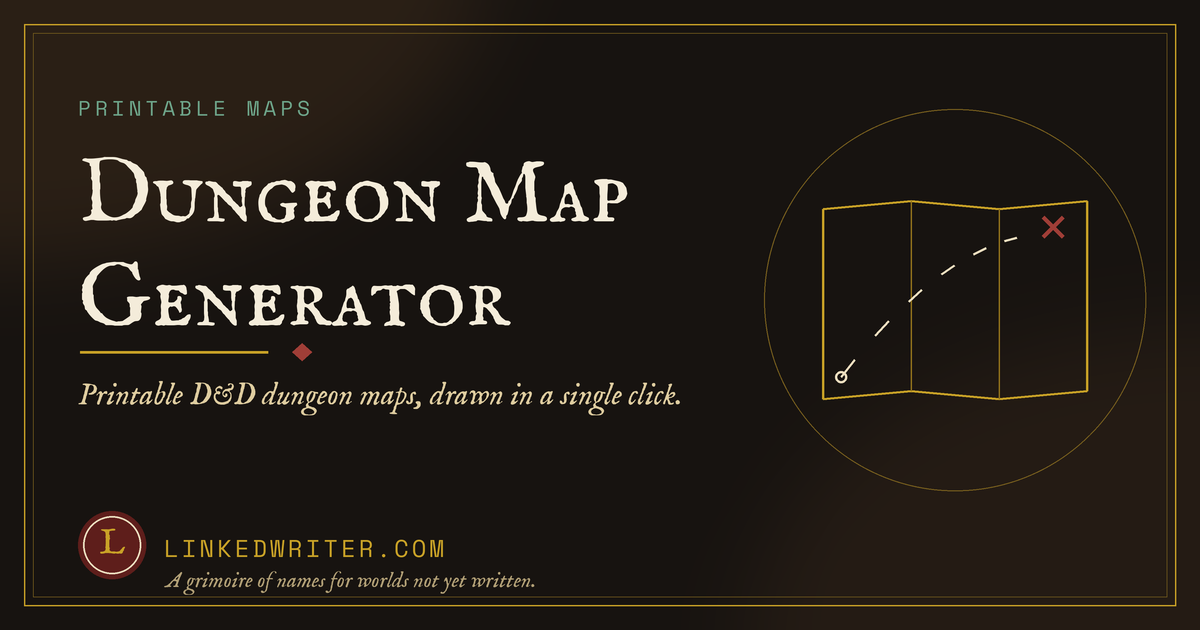 PRINTABLE MAPS
Dungeon Map
Generator
Printable D&D dungeon maps, drawn in a single click.
L
LINKEDWRITER.COM
A grimoire of names for worlds not yet written.